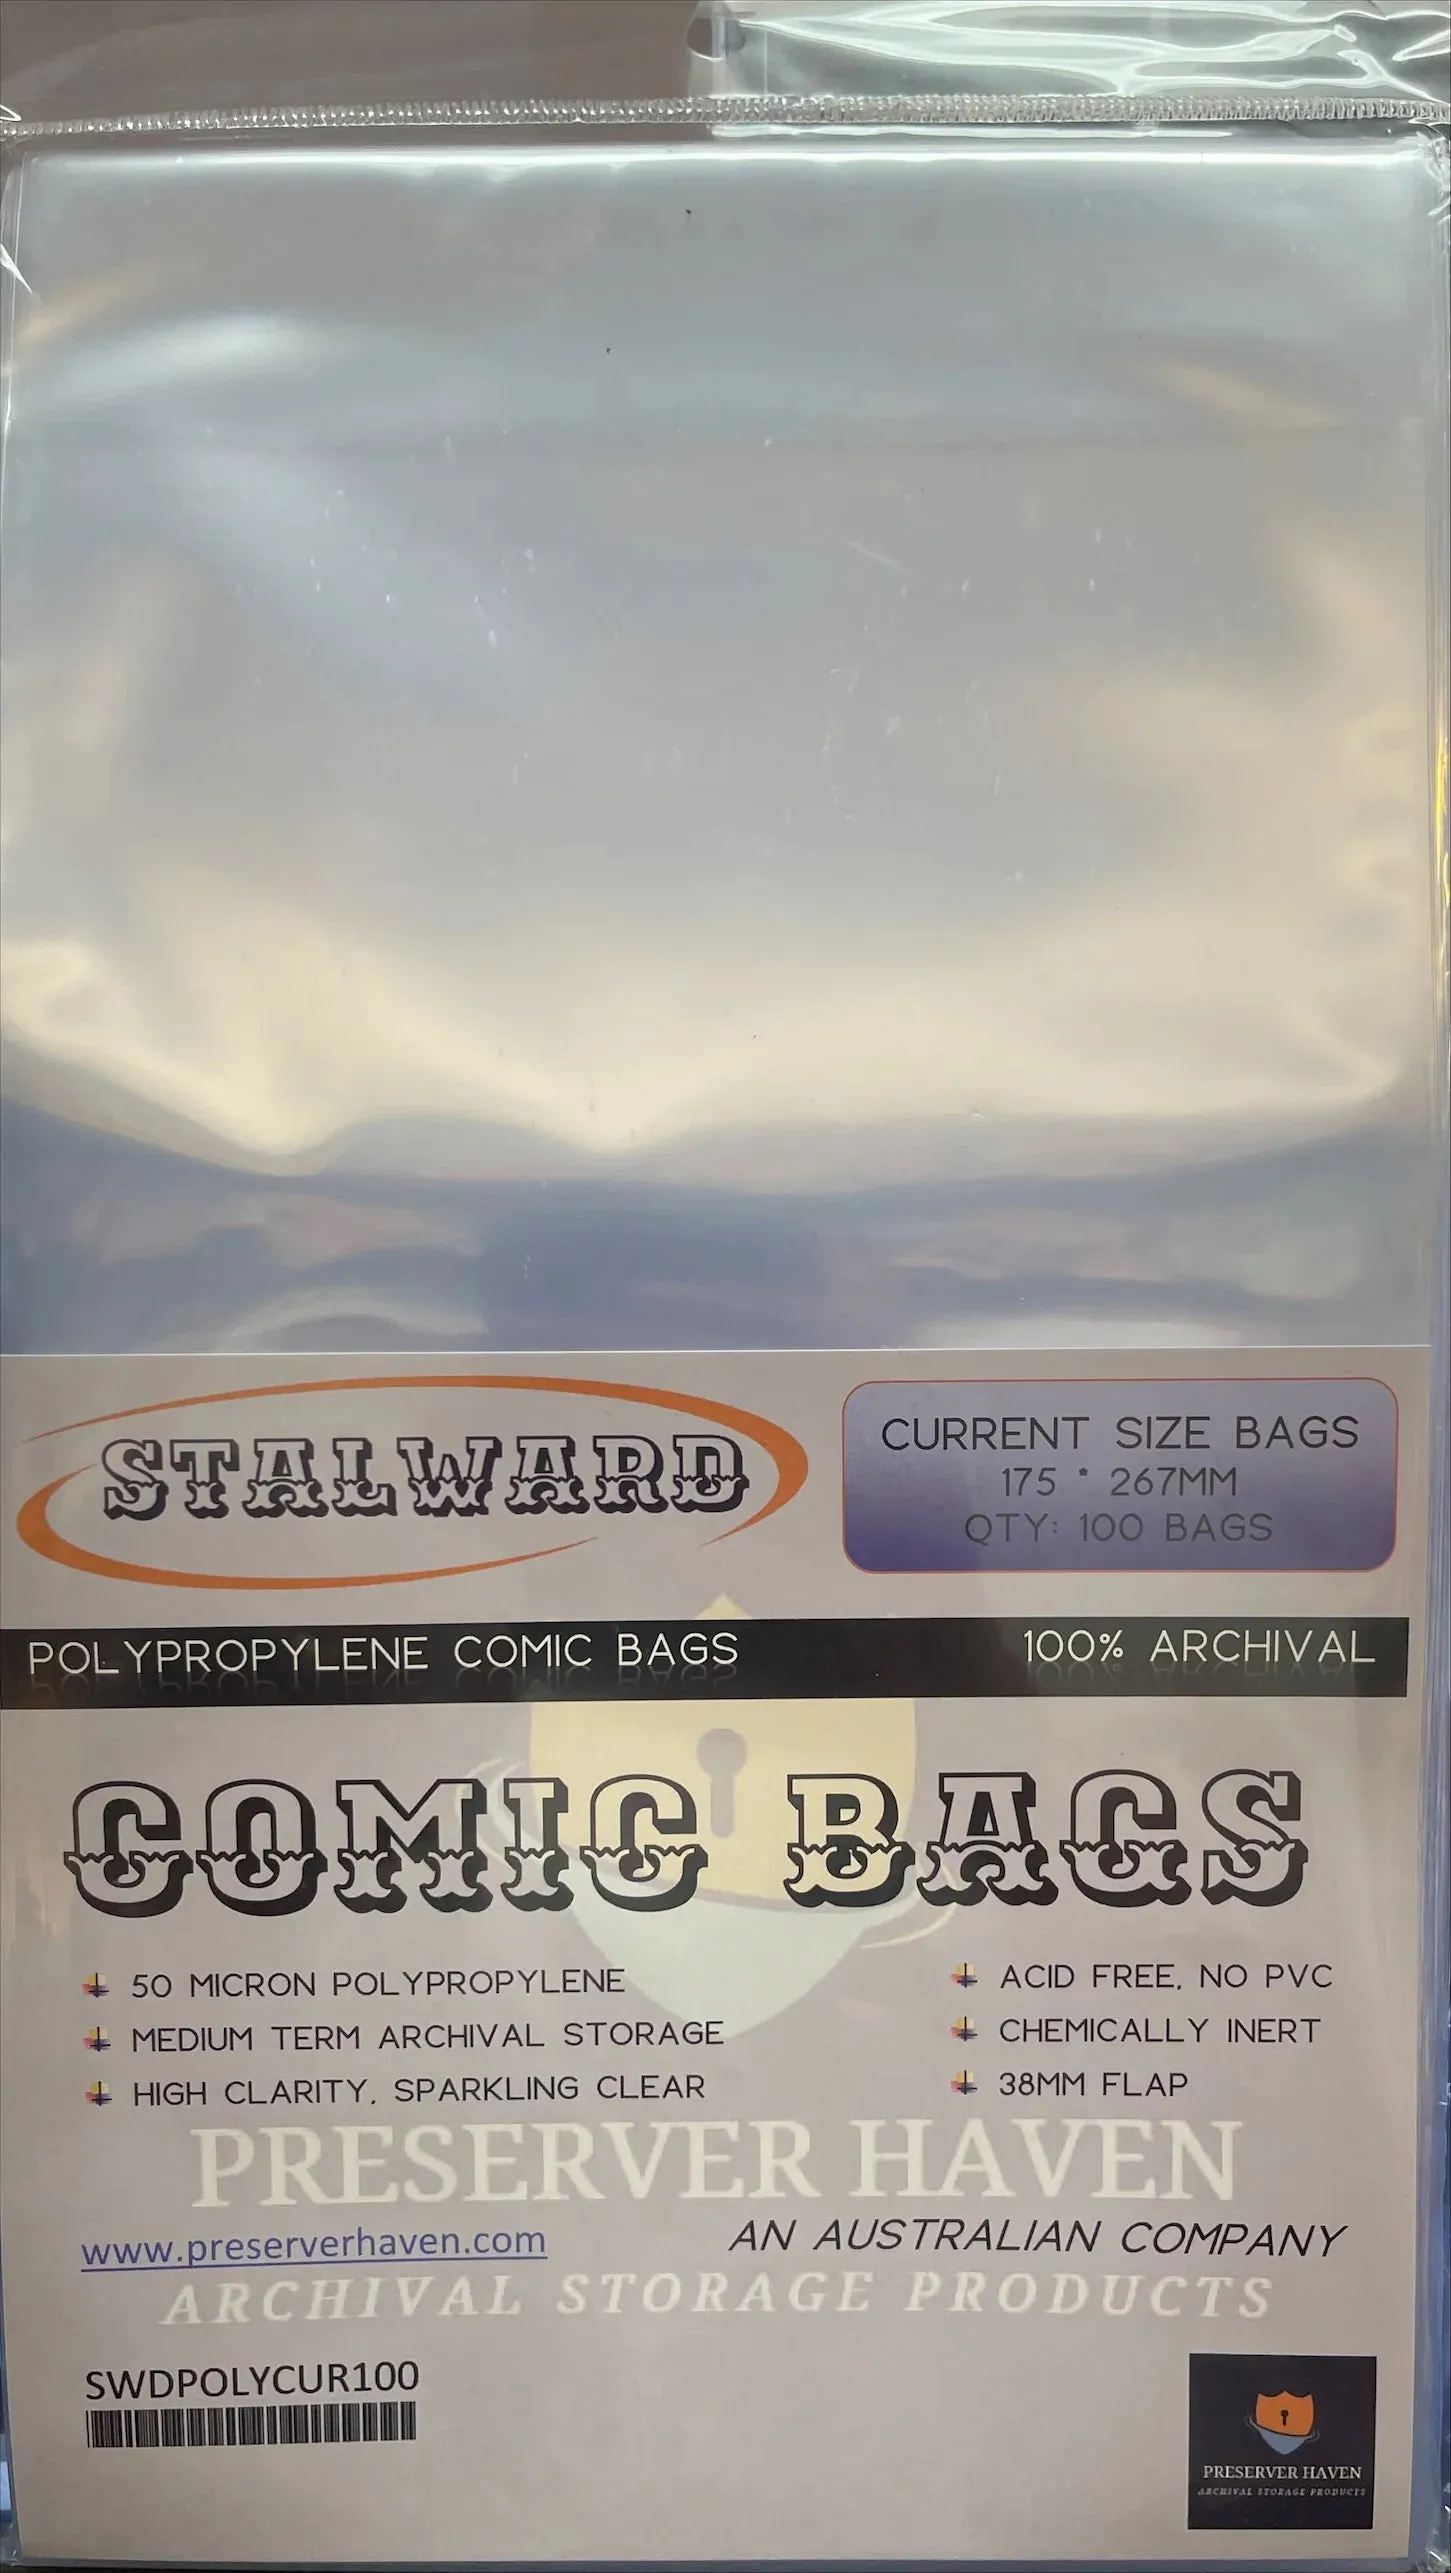 STALWARD
CURRENT SIZE BAGS
175 * 267MM
QTY: 100 BAGS
POLYPROPYLENE COMIC BAGS
100% ARCHIVAL
COMIC BAGS
50 MICRON POLYPROPYLENE
MEDIUM TERM ARCHIVAL STORAGE
HIGH CLARITY, SPARKLING CLEAR
ACID FREE, NO PVC
CHEMICALLY INERT
38MM FLAP
PRESERVER HAVEN
www.preserverhaven.com
AN AUSTRALIAN COMPANY
ARCHIVAL STORAGE PRODUCTS
SWDPOLYCUR100
PRESERVER HAVEN
ARCHIVAL STORAGE PRODUCTS